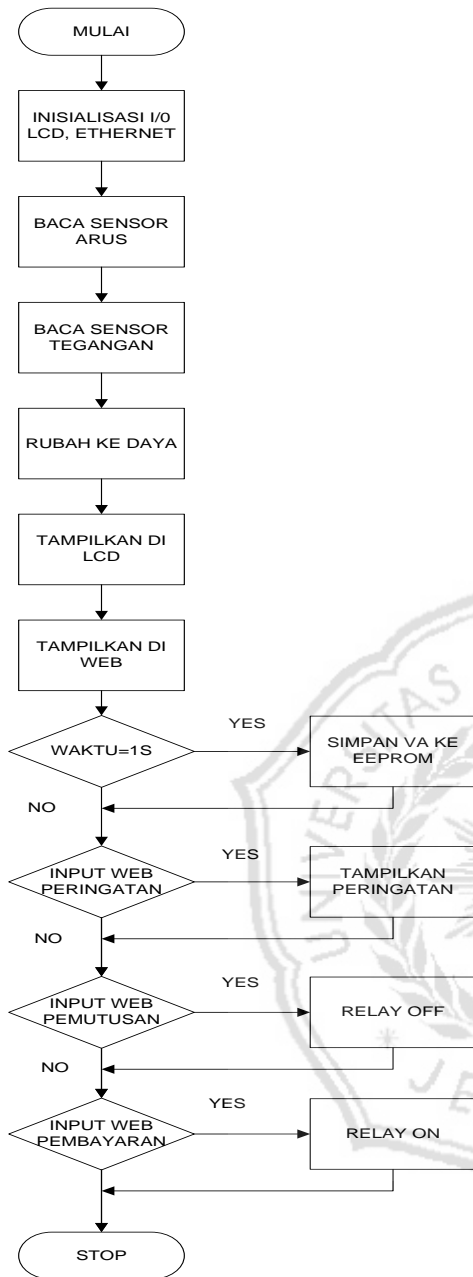 MULAI
INISIALISASI I/0
LCD, ETHERNET
BACA SENSOR
ARUS
BACA SENSOR
TEGANGAN
RUBAH KE DAYA
TAMPILKAN DI
LCD
TAMPILKAN DI
WEB
WAKTU=1S
YES
SIMPAN VA KE
EEPROM
NO
INPUT WEB
PERINGATAN
YES
TAMPILKAN
PERINGATAN
NO
INPUT WEB
PEMUTUSAN
YES
RELAY OFF
NO
INPUT WEB
PEMBAYARAN
YES
RELAY ON
STOP
UNIVERSITAS